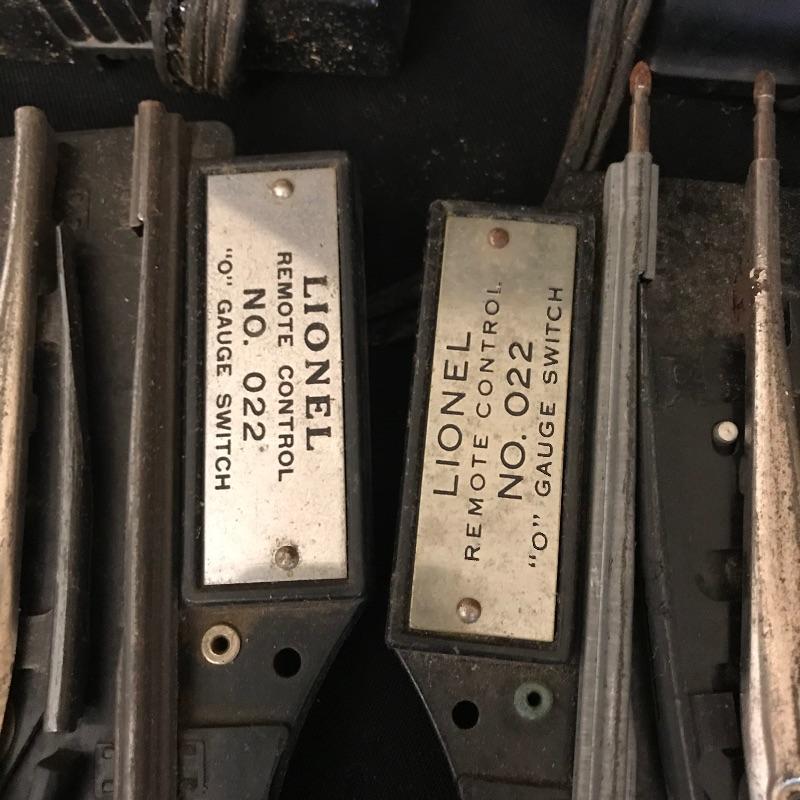 LIONEL
REMOTE CONTROL
NO. 022
"O" GAUGE SWITCH
LIONEL
REMOTE CONTROL
NO. 022
"O" GAUGE SWITCH